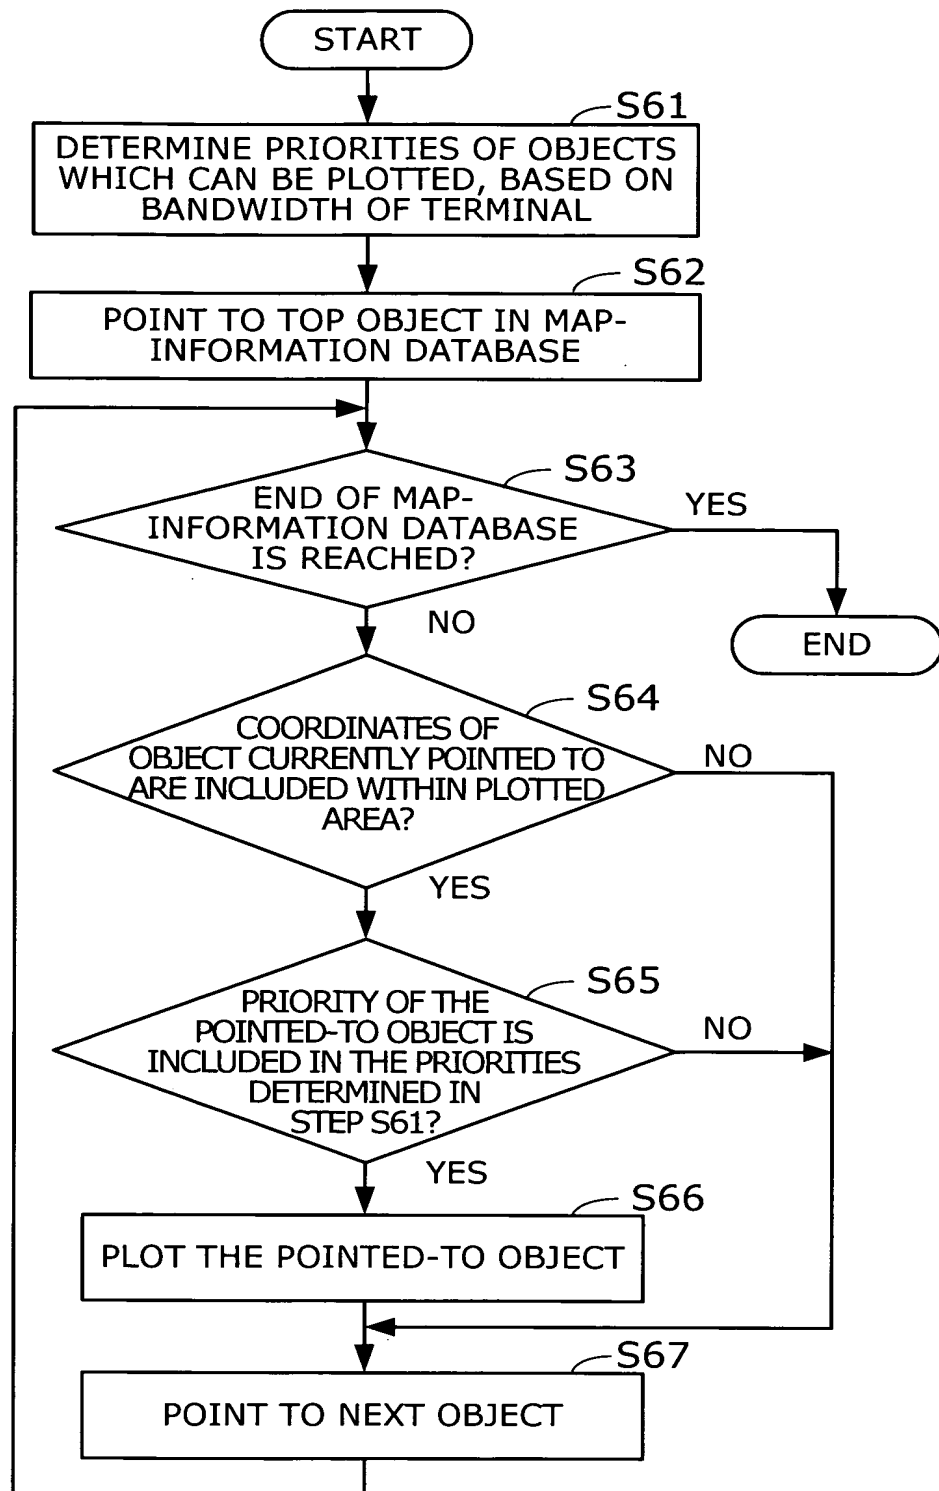 START
S61
DETERMINE PRIORITIES OF OBJECTS
WHICH CAN BE PLOTTED, BASED ON
BANDWIDTH OF TERMINAL
S62
POINT TO TOP OBJECT IN MAP-
INFORMATION DATABASE
S63
END OF MAP-
INFORMATION DATABASE
IS REACHED?
YES
NO
END
S64
COORDINATES OF
OBJECT CURRENTLY POINTED TO
ARE INCLUDED WITHIN PLOTTED
AREA?
NO
YES
S65
PRIORITY OF THE
POINTED-TO OBJECT IS
INCLUDED IN THE PRIORITIES
DETERMINED IN
STEP S61?
NO
YES
S66
PLOT THE POINTED-TO OBJECT
S67
POINT TO NEXT OBJECT